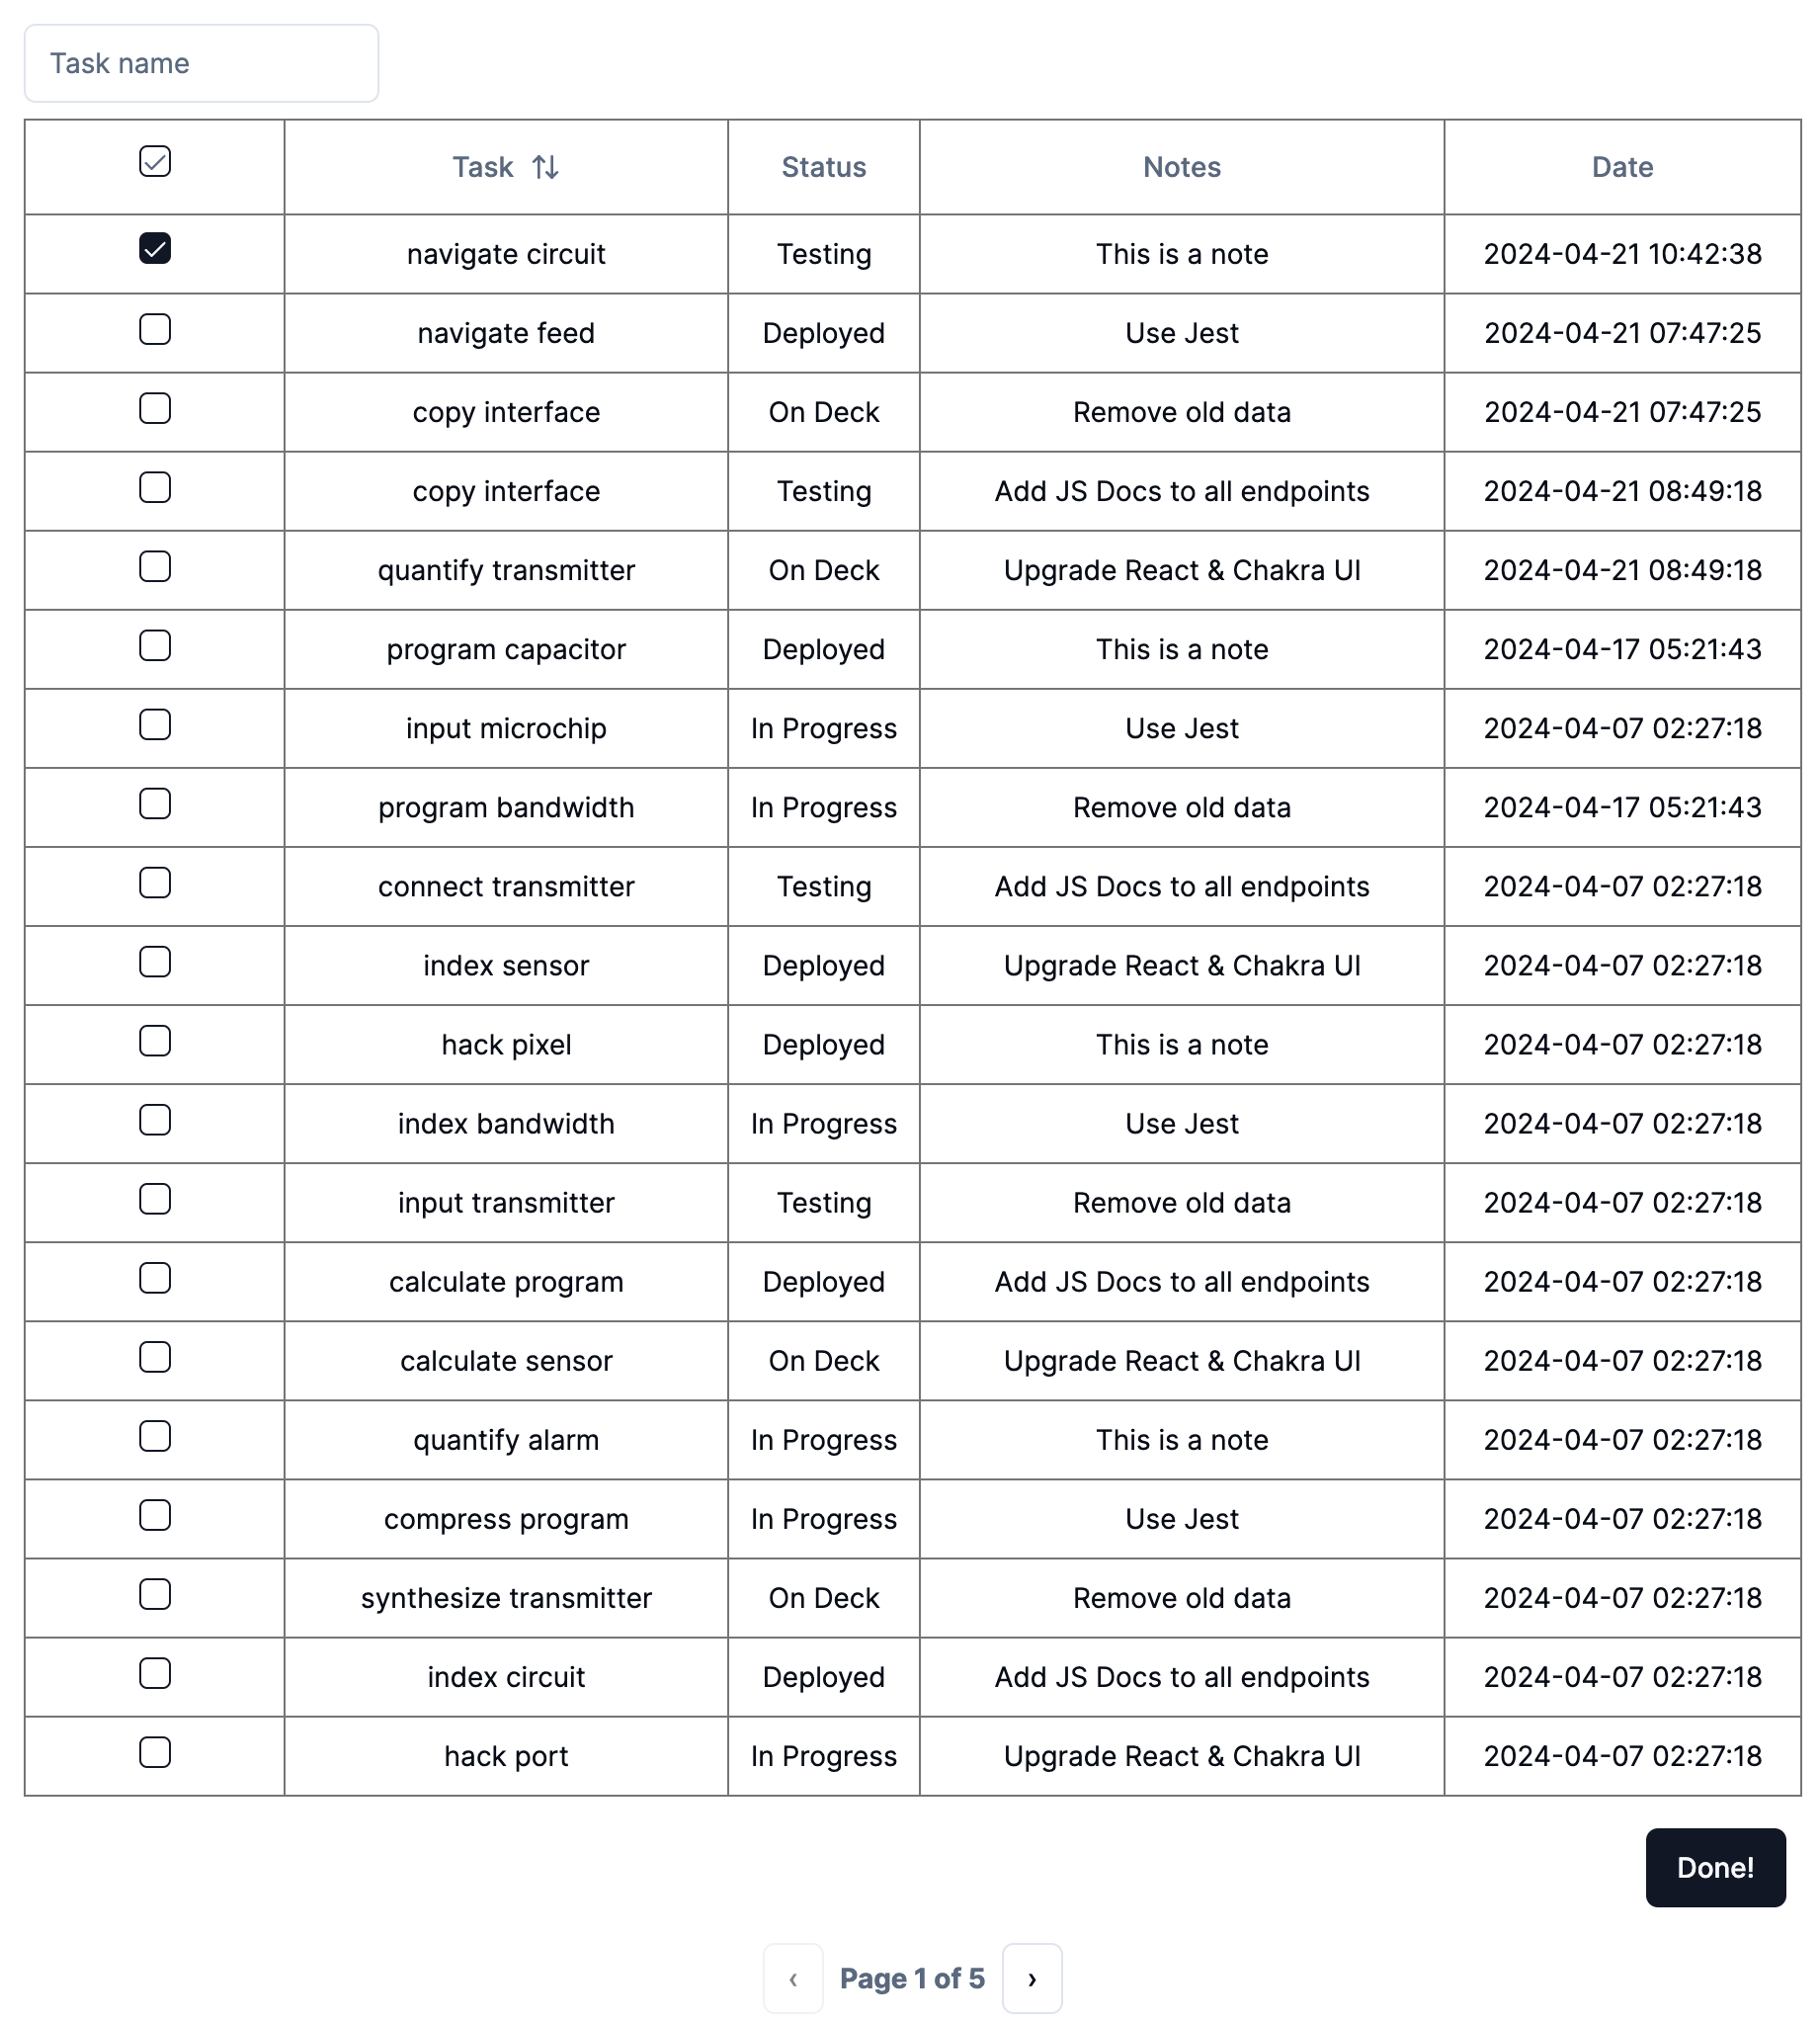 Task name
Task Status Notes Date
navigate circuit Testing This is a note 2024-04-21 10:42:38
navigate feed Deployed Use Jest 2024-04-21 07:47:25
copy interface On Deck Remove old data 2024-04-21 07:47:25
copy interface Testing Add JS Docs to all endpoints 2024-04-21 08:49:18
quantify transmitter On Deck Upgrade React & Chakra UI 2024-04-21 08:49:18
program capacitor Deployed This is a note 2024-04-17 05:21:43
input microchip In Progress Use Jest 2024-04-07 02:27:18
program bandwidth In Progress Remove old data 2024-04-17 05:21:43
connect transmitter Testing Add JS Docs to all endpoints 2024-04-07 02:27:18
index sensor Deployed Upgrade React & Chakra UI 2024-04-07 02:27:18
hack pixel Deployed This is a note 2024-04-07 02:27:18
index bandwidth In Progress Use Jest 2024-04-07 02:27:18
input transmitter Testing Remove old data 2024-04-07 02:27:18
calculate program Deployed Add JS Docs to all endpoints 2024-04-07 02:27:18
calculate sensor On Deck Upgrade React & Chakra UI 2024-04-07 02:27:18
quantify alarm In Progress This is a note 2024-04-07 02:27:18
compress program In Progress Use Jest 2024-04-07 02:27:18
synthesize transmitter On Deck Remove old data 2024-04-07 02:27:18
index circuit Deployed Add JS Docs to all endpoints 2024-04-07 02:27:18
hack port In Progress Upgrade React & Chakra UI 2024-04-07 02:27:18
Done!
‹ Page 1 of 5 ›